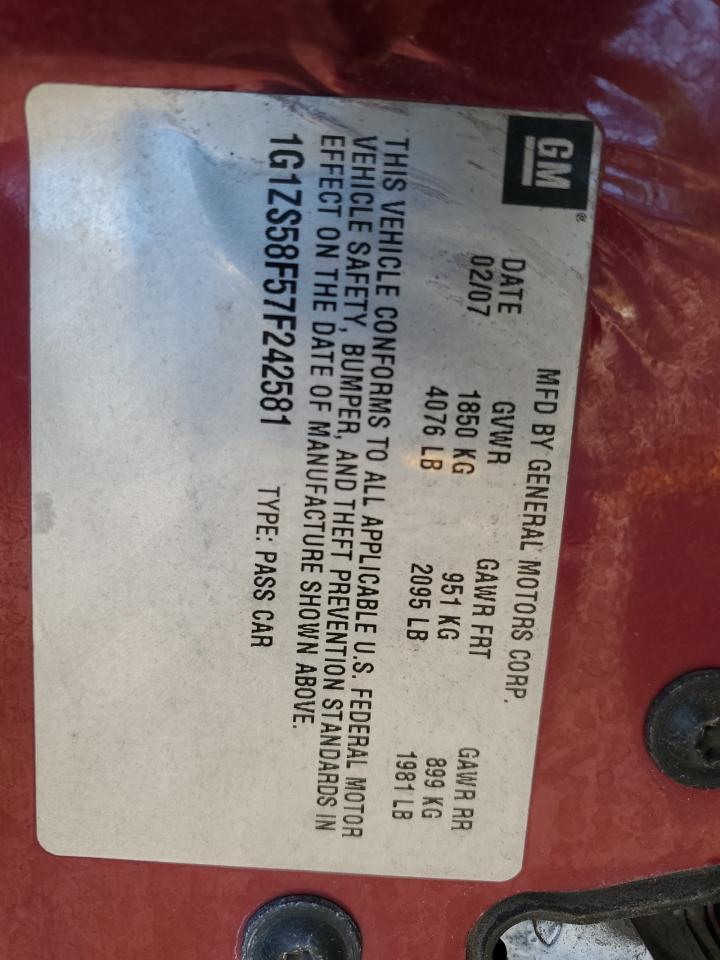 GM®
MFD BY GENERAL MOTORS CORP.
DATE GVWR GAWR FRT GAWR RR
02/07 1850 KG 951 KG 899 KG
4076 LB 2095 LB 1981 LB
THIS VEHICLE CONFORMS TO ALL APPLICABLE U.S. FEDERAL MOTOR
VEHICLE SAFETY, BUMPER, AND THEFT PREVENTION STANDARDS IN
EFFECT ON THE DATE OF MANUFACTURE SHOWN ABOVE.
1G1ZS58F57F242581 TYPE: PASS CAR